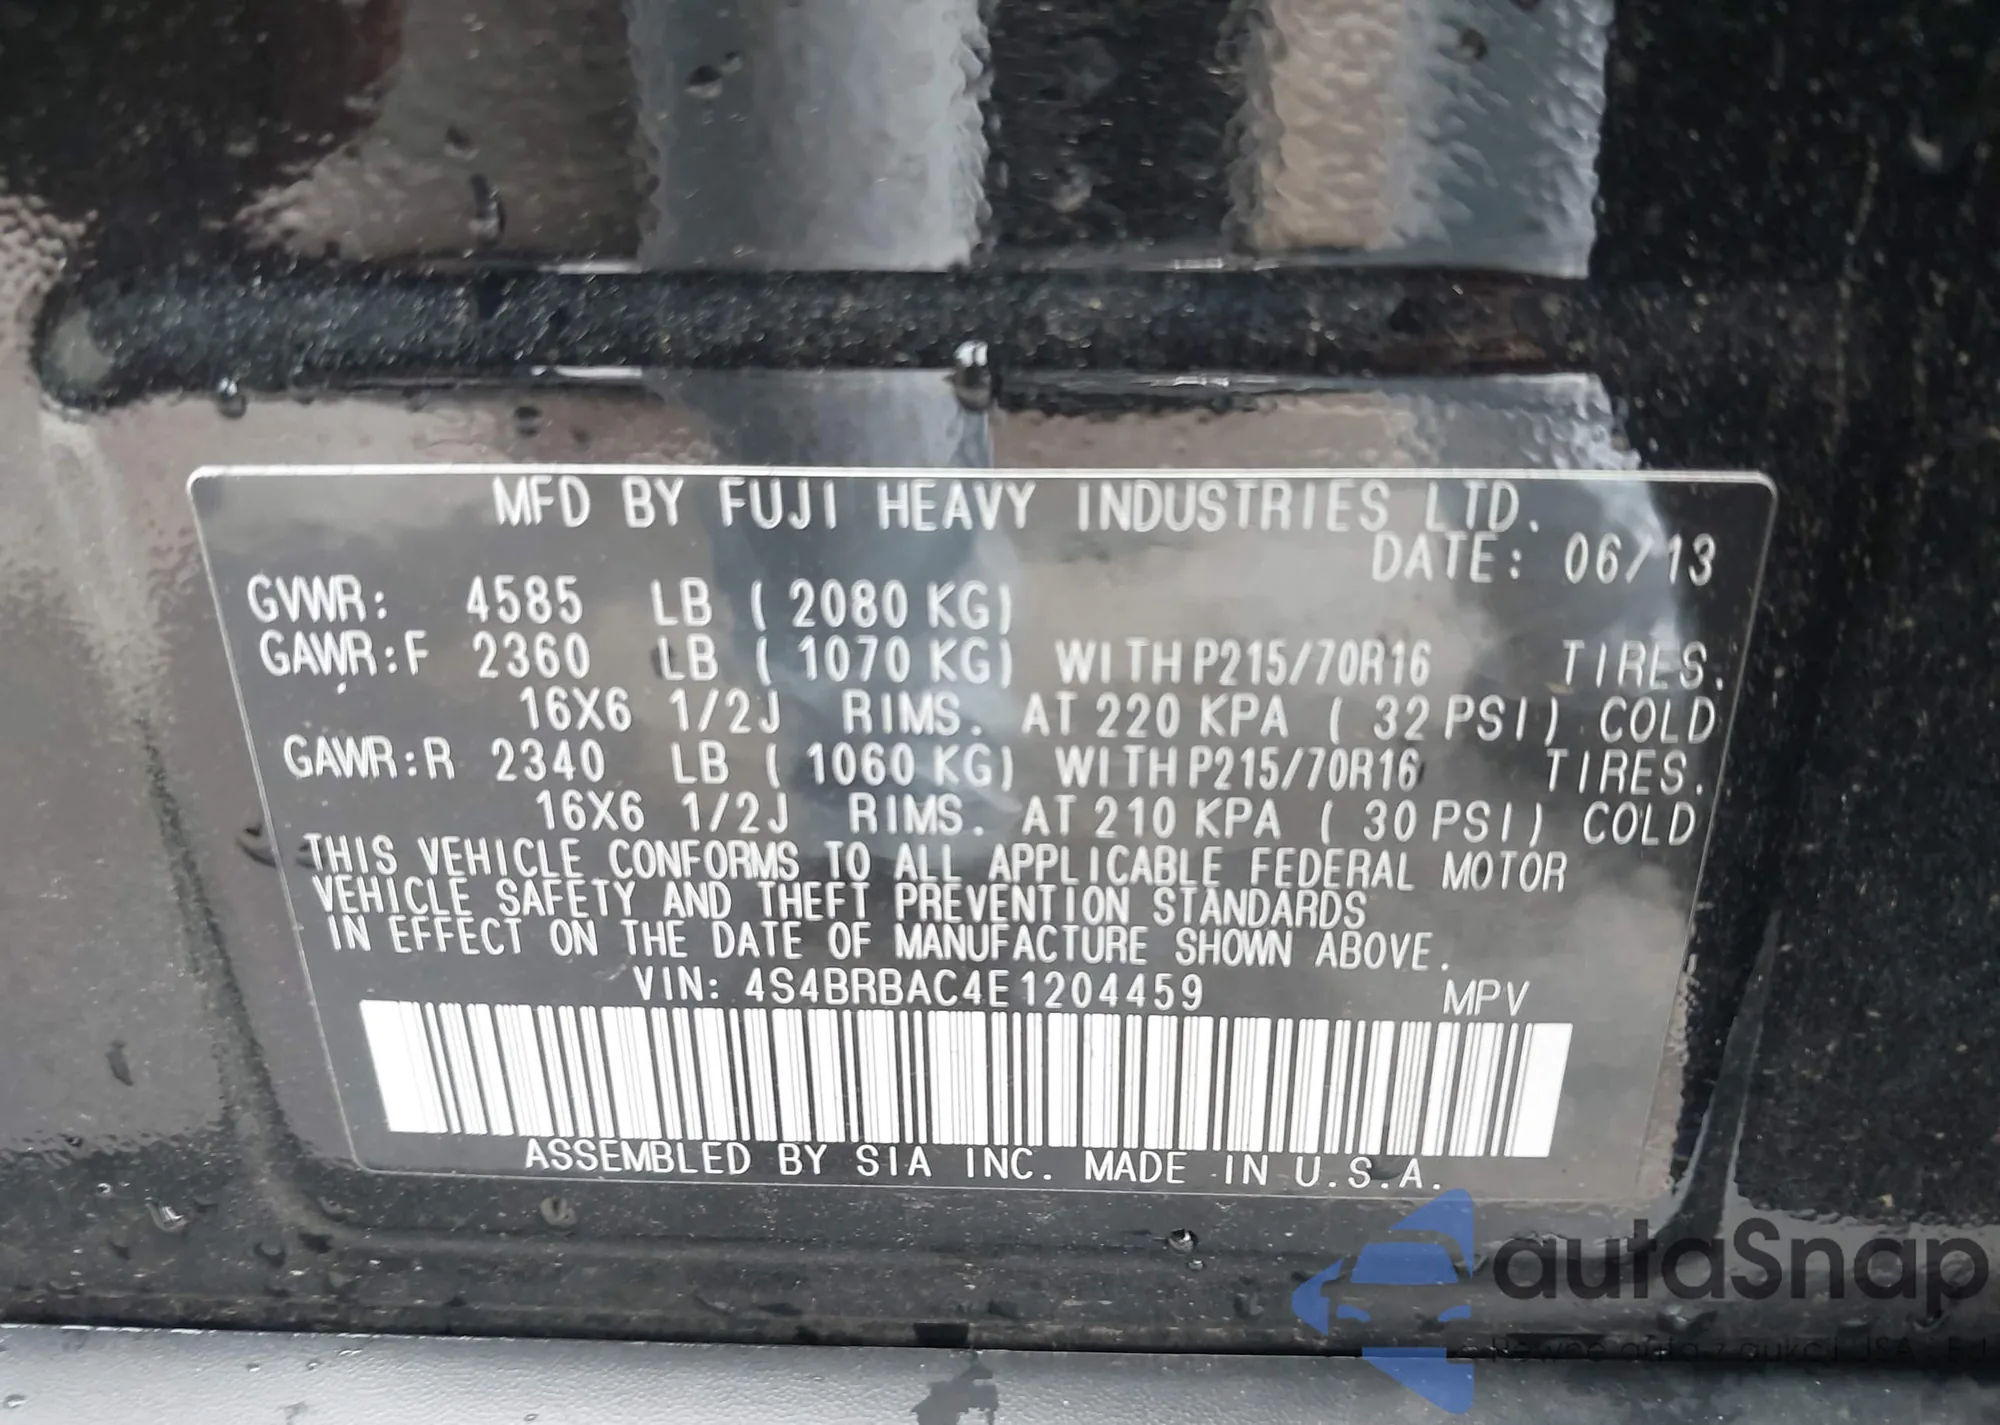 MFD BY FUJI HEAVY INDUSTRIES LTD.
DATE: 06/13
GVWR: 4585 LB ( 2080 KG)
GAWR:F 2360 LB ( 1070 KG) WITH P215/70R16 TIRES.
16X6 1/2J RIMS. AT 220 KPA ( 32 PSI) COLD
GAWR:R 2340 LB ( 1060 KG) WITH P215/70R16 TIRES.
16X6 1/2J RIMS. AT 210 KPA ( 30 PSI) COLD
THIS VEHICLE CONFORMS TO ALL APPLICABLE FEDERAL MOTOR
VEHICLE SAFETY AND THEFT PREVENTION STANDARDS
IN EFFECT ON THE DATE OF MANUFACTURE SHOWN ABOVE.
VIN: 4S4BRBAC4E1204459 MPV
ASSEMBLED BY SIA INC. MADE IN U.S.A.
autaSnap